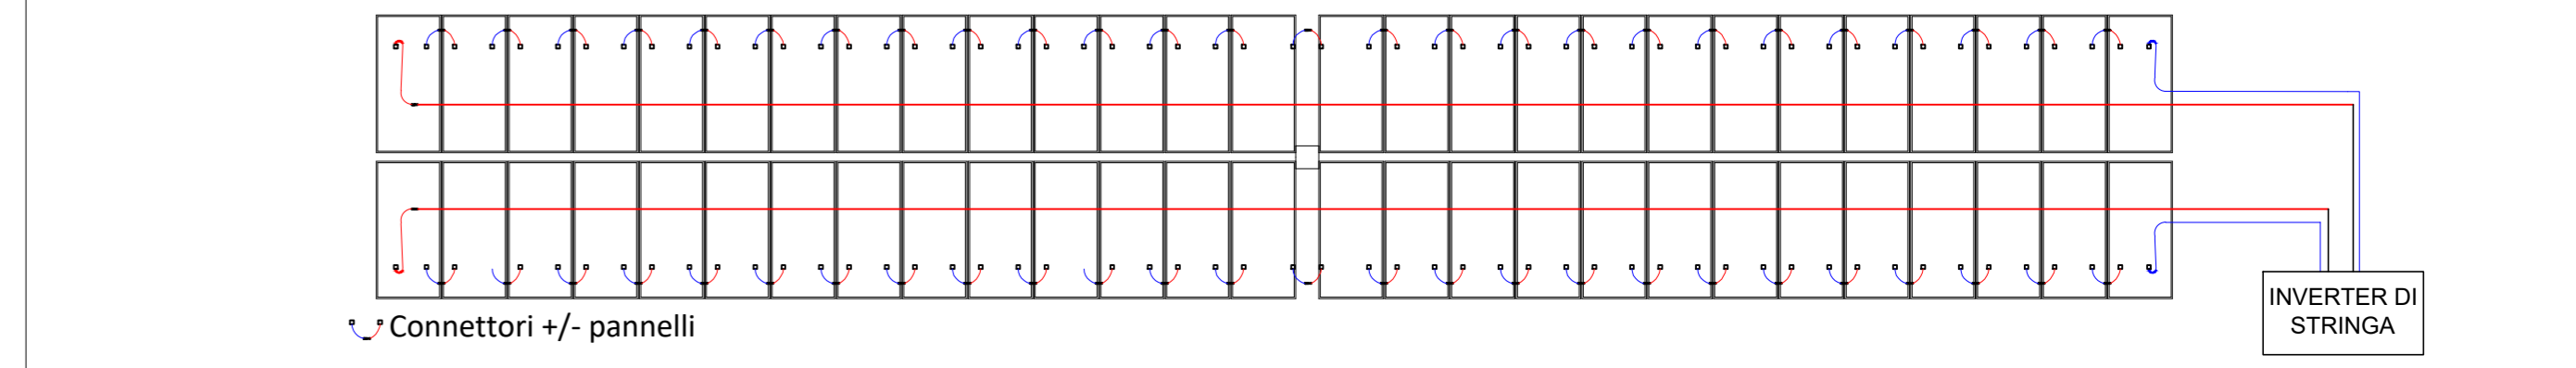 Connettori +/- pannelli
INVERTER DI
STRINGA